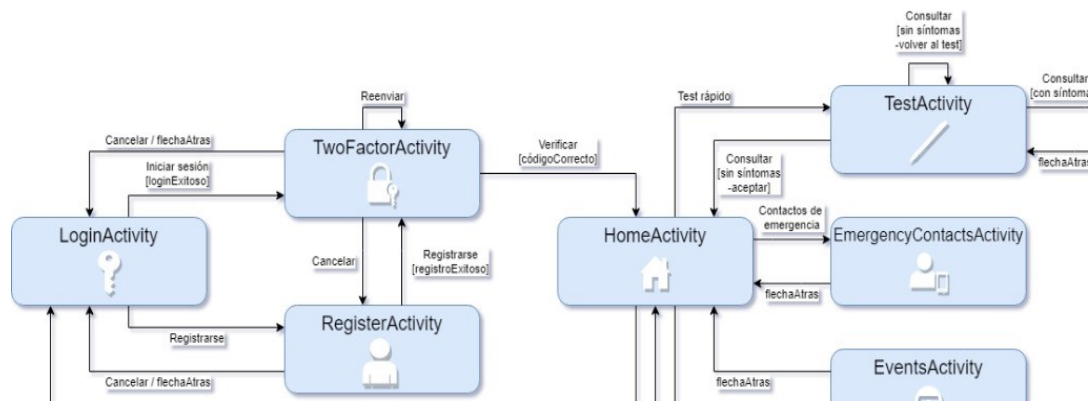 Consultar
[sin síntomas
-volver al test]
Consultar
[con síntoma
Reenviar
Test rápido
TestActivity
Cancelar / flechaAtras
TwoFactorActivity
Verificar
[códigoCorrecto]
Iniciar sesión
[loginExitoso]
Consultar
[sin síntomas
-aceptar]
flechaAtras
LoginActivity
HomeActivity
Contactos de
emergencia
EmergencyContactsActivity
Cancelar
Registrarse
[registroExitoso]
flechaAtras
RegisterActivity
Registrarse
EventsActivity
Cancelar / flechaAtras
flechaAtras